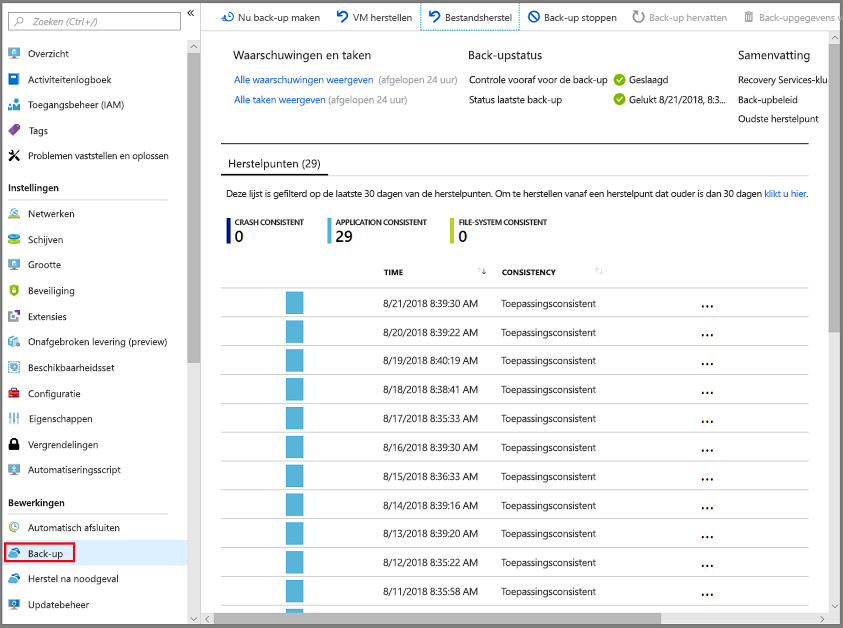 Zoeken (Ctrl+/)
«
Overzicht
Activiteitenlogboek
Toegangsbeheer (IAM)
Tags
Problemen vaststellen en oplossen
Instellingen
Netwerken
Schijven
Grootte
Beveiliging
Extensies
Onafgebroken levering (preview)
Beschikbaarheidsset
Configuratie
Eigenschappen
Vergrendelingen
Automatiseringsscript
Bewerkingen
Automatisch afsluiten
Back-up
Herstel na noodgeval
Updatebeheer
Nu back-up maken VM herstellen Bestandsherstel Back-up stoppen Back-up hervatten Back-upgegevens v
Waarschuwingen en taken
Alle waarschuwingen weergeven (afgelopen 24 uur)
Alle taken weergeven (afgelopen 24 uur)
Back-upstatus
Controle vooraf voor de back-up Geslaagd
Status laatste back-up Gelukt 8/21/2018, 8:3...
Samenvatting
Recovery Services-klu
Back-upbeleid
Oudste herstelpunt
Herstelpunten (29)
Deze lijst is gefilterd op de laatste 30 dagen van de herstelpunten. Om te herstellen vanaf een herstelpunt dat ouder is dan 30 dagen klikt u hier.
CRASH CONSISTENT
0
APPLICATION CONSISTENT
29
FILE-SYSTEM CONSISTENT
0
TIME CONSISTENCY
8/21/2018 8:39:30 AM Toepassingsconsistent ...
8/20/2018 8:39:22 AM Toepassingsconsistent ...
8/19/2018 8:40:19 AM Toepassingsconsistent ...
8/18/2018 8:38:41 AM Toepassingsconsistent ...
8/17/2018 8:35:33 AM Toepassingsconsistent ...
8/16/2018 8:39:30 AM Toepassingsconsistent ...
8/15/2018 8:36:33 AM Toepassingsconsistent ...
8/14/2018 8:39:16 AM Toepassingsconsistent ...
8/13/2018 8:39:20 AM Toepassingsconsistent ...
8/12/2018 8:35:22 AM Toepassingsconsistent ...
8/11/2018 8:35:58 AM Toepassingsconsistent ...